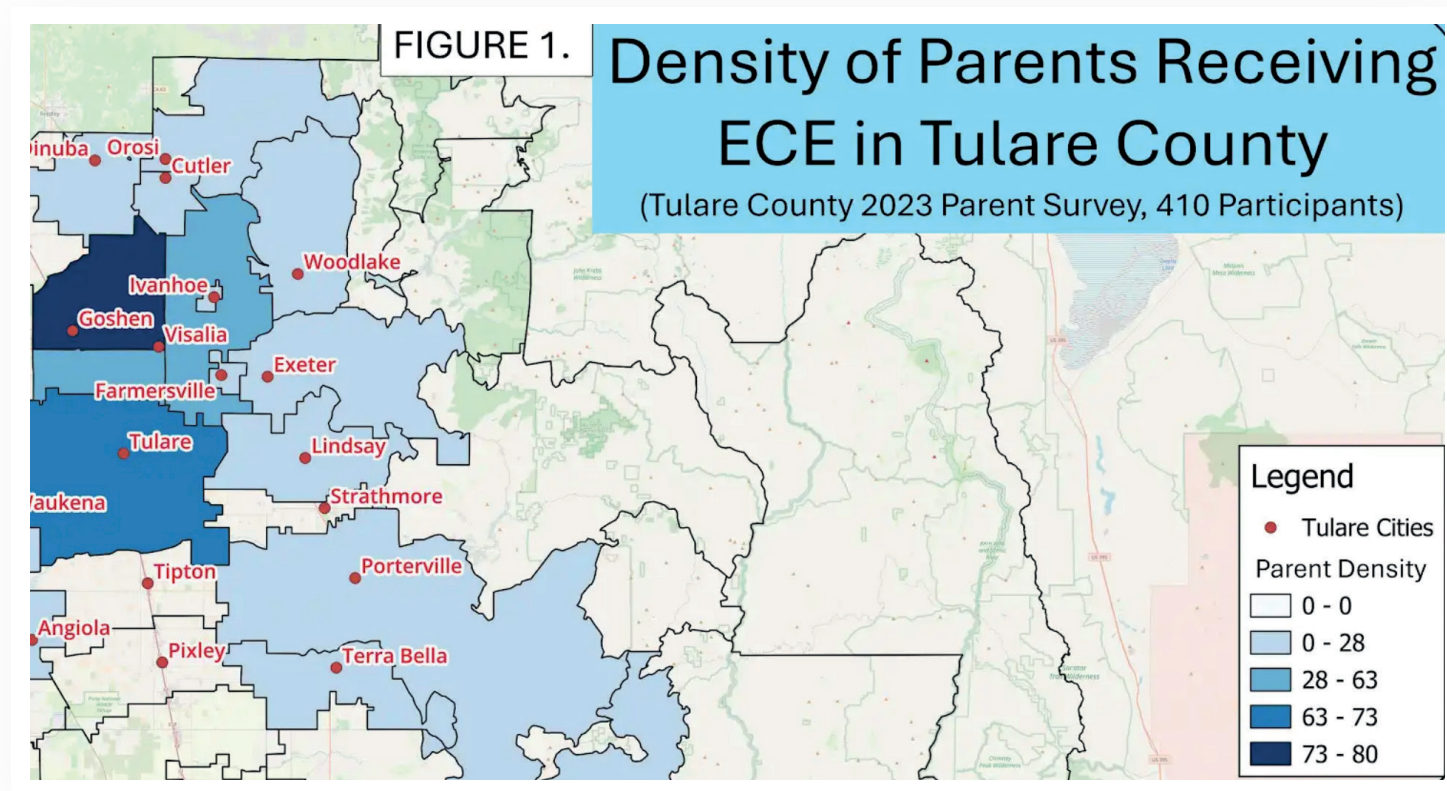 FIGURE 1.
Density of Parents Receiving
ECE in Tulare County
(Tulare County 2023 Parent Survey, 410 Participants)
inuba
Orosi
Cutler
Woodlake
Ivanhoe
Goshen
Visalia
Exeter
Farmersville
Tulare
Lindsay
Strathmore
aukena
Porterville
Tipton
Angiola
Pixley
Terra Bella
Legend
Tulare Cities
Parent Density
0 - 0
0 - 28
28 - 63
63 - 73
73 - 80